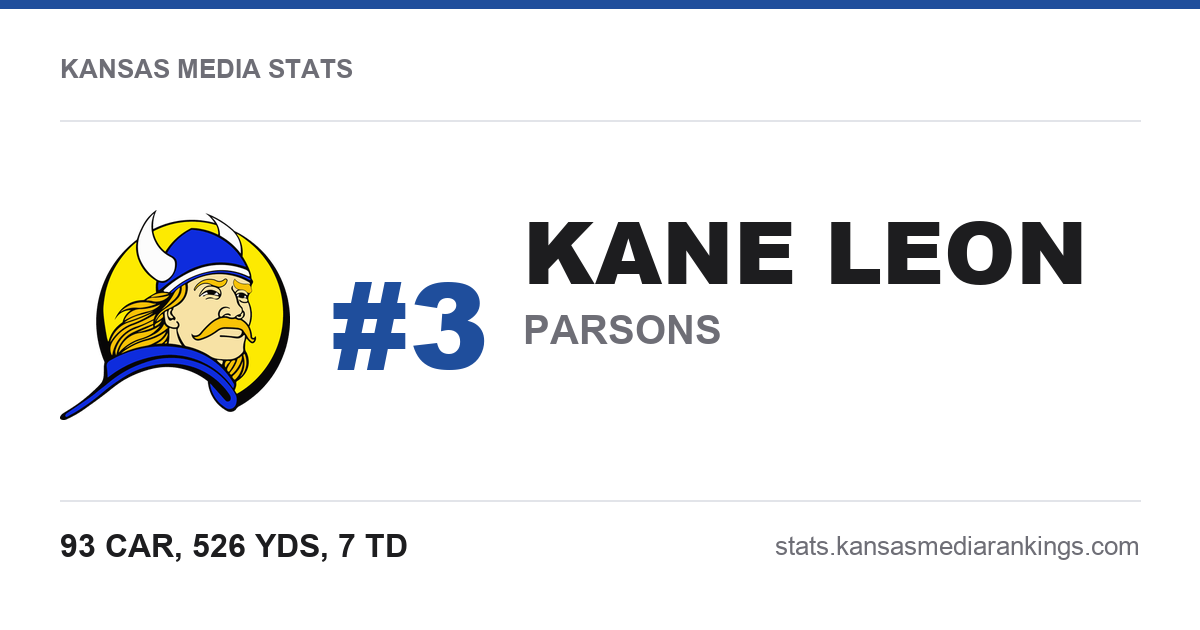 KANSAS MEDIA STATS
#3
KANE LEON
PARSONS
93 CAR, 526 YDS, 7 TD
stats.kansasmediarankings.com